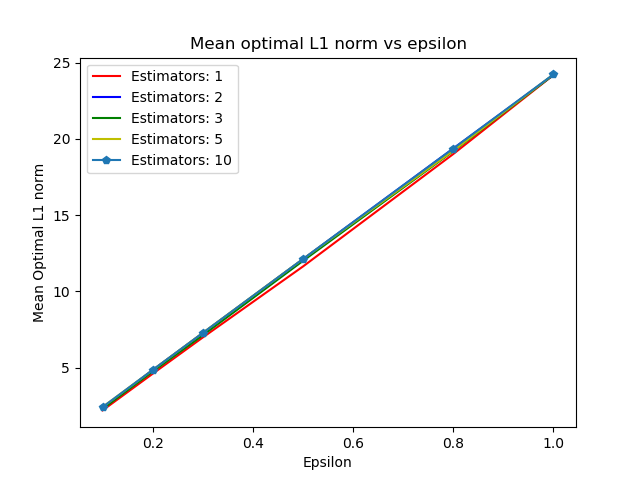 Mean optimal L1 norm vs epsilon
25
20
15
10
5
Mean Optimal L1 norm
Estimators: 1
Estimators: 2
Estimators: 3
Estimators: 5
Estimators: 10
0.2 0.4 0.6 0.8 1.0
Epsilon